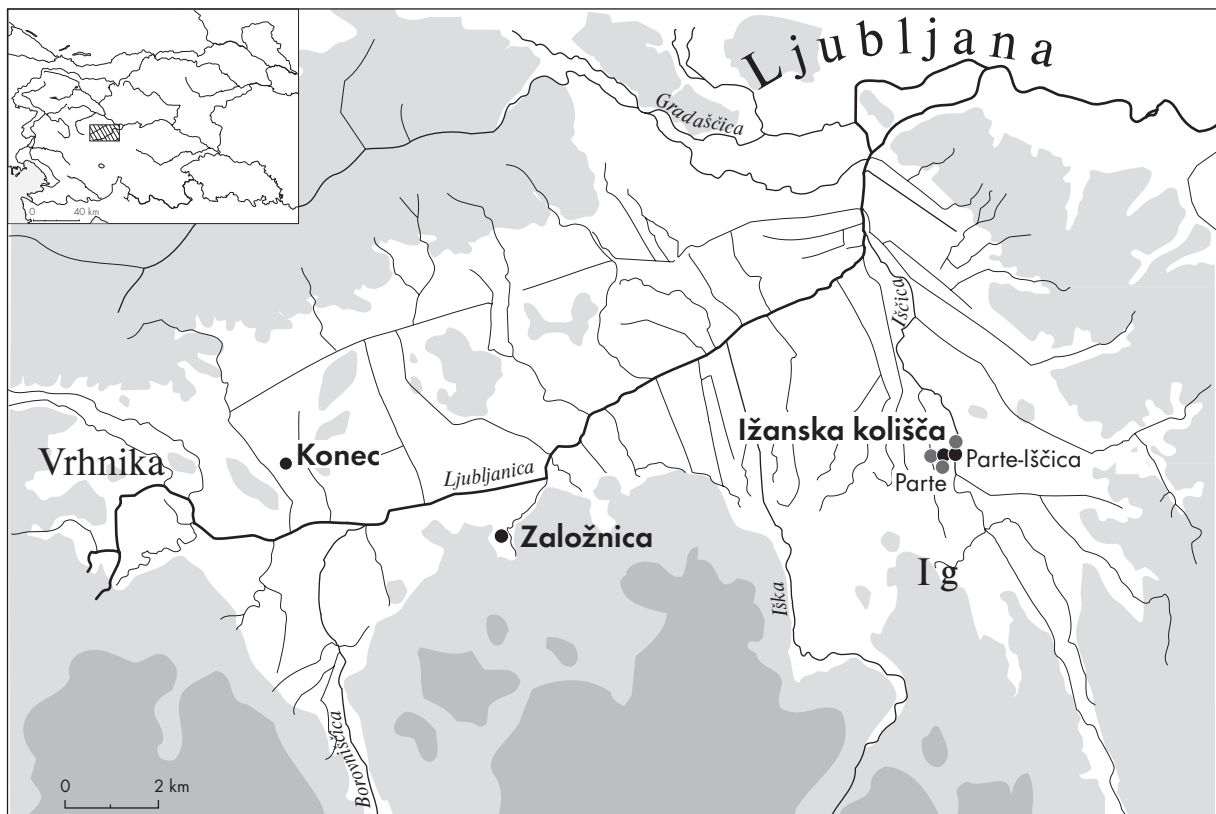 Ljubljana
Gradaščica
0 40 km
Iščica
Ižanska kolišča
Vrhnika
Konec
Parte-Iščica
Ljubljanica
Parte
Založnica
Ig
Iška
Borovniščica
0 2 km